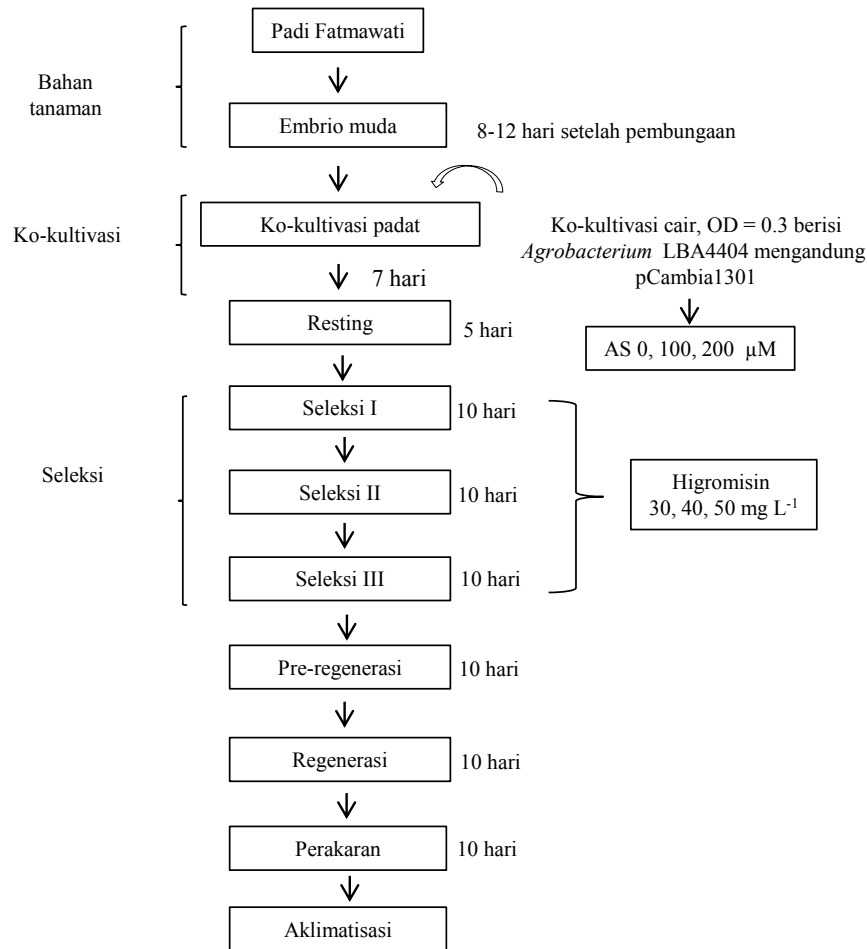 Padi Fatmawati
Bahan
tanaman
Embrio muda
8-12 hari setelah pembungaan
Ko-kultivasi
Ko-kultivasi padat
7 hari
Ko-kultivasi cair, OD = 0.3 berisi
Agrobacterium LBA4404 mengandung
pCambia1301
AS 0, 100, 200 μM
Resting
5 hari
Seleksi
Seleksi I
10 hari
Seleksi II
10 hari
Seleksi III
10 hari
Higromisin
30, 40, 50 mg L⁻¹
Pre-regenerasi
10 hari
Regenerasi
10 hari
Perakaran
10 hari
Aklimatisasi